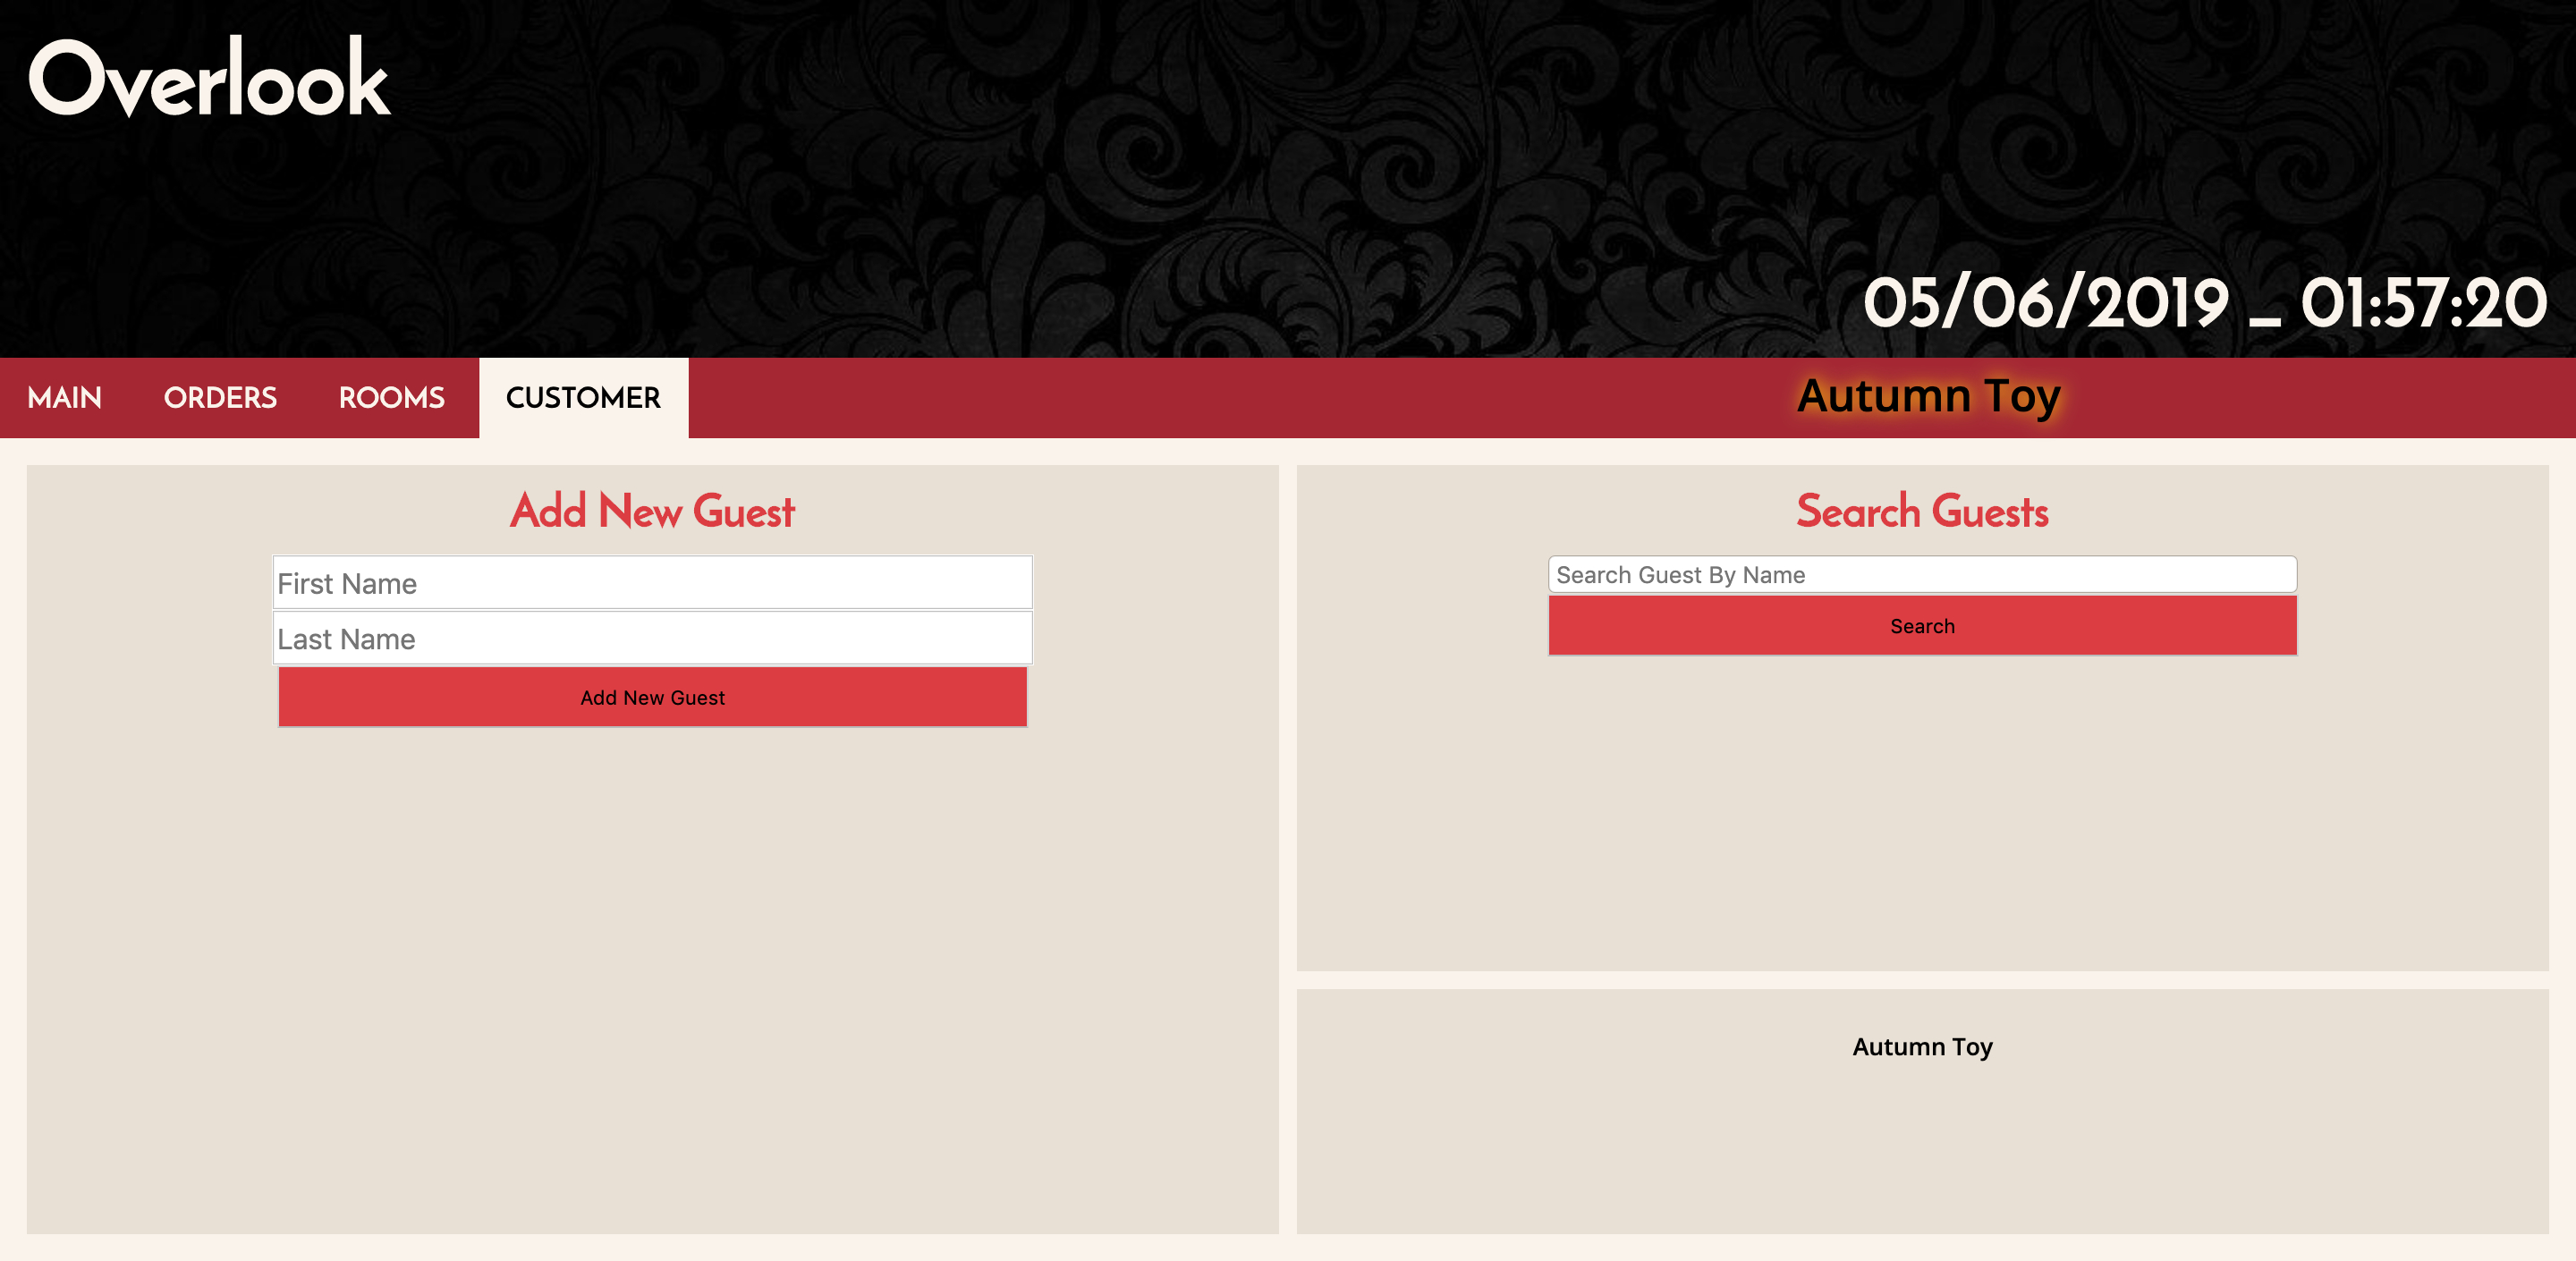 Overlook
05/06/2019 _ 01:57:20
MAIN ORDERS ROOMS CUSTOMER Autumn Toy
Add New Guest
First Name
Last Name
Add New Guest
Search Guests
Search Guest By Name
Search
Autumn Toy